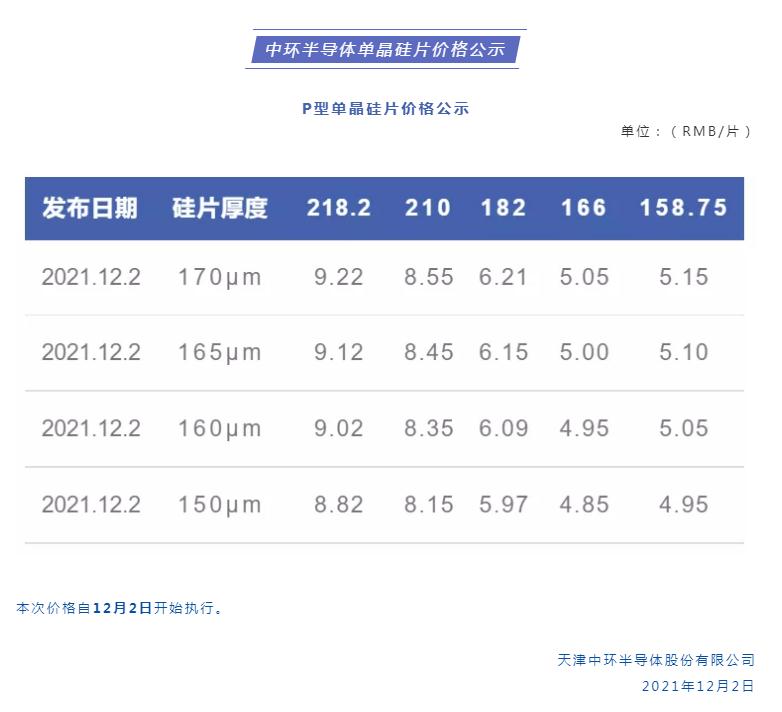 中环半导体单晶硅片价格公示
P型单晶硅片价格公示
单位：（RMB/片）
发布日期 硅片厚度 218.2 210 182 166 158.75
2021.12.2 170μm 9.22 8.55 6.21 5.05 5.15
2021.12.2 165μm 9.12 8.45 6.15 5.00 5.10
2021.12.2 160μm 9.02 8.35 6.09 4.95 5.05
2021.12.2 150μm 8.82 8.15 5.97 4.85 4.95
本次价格自12月2日开始执行。
天津中环半导体股份有限公司
2021年12月2日